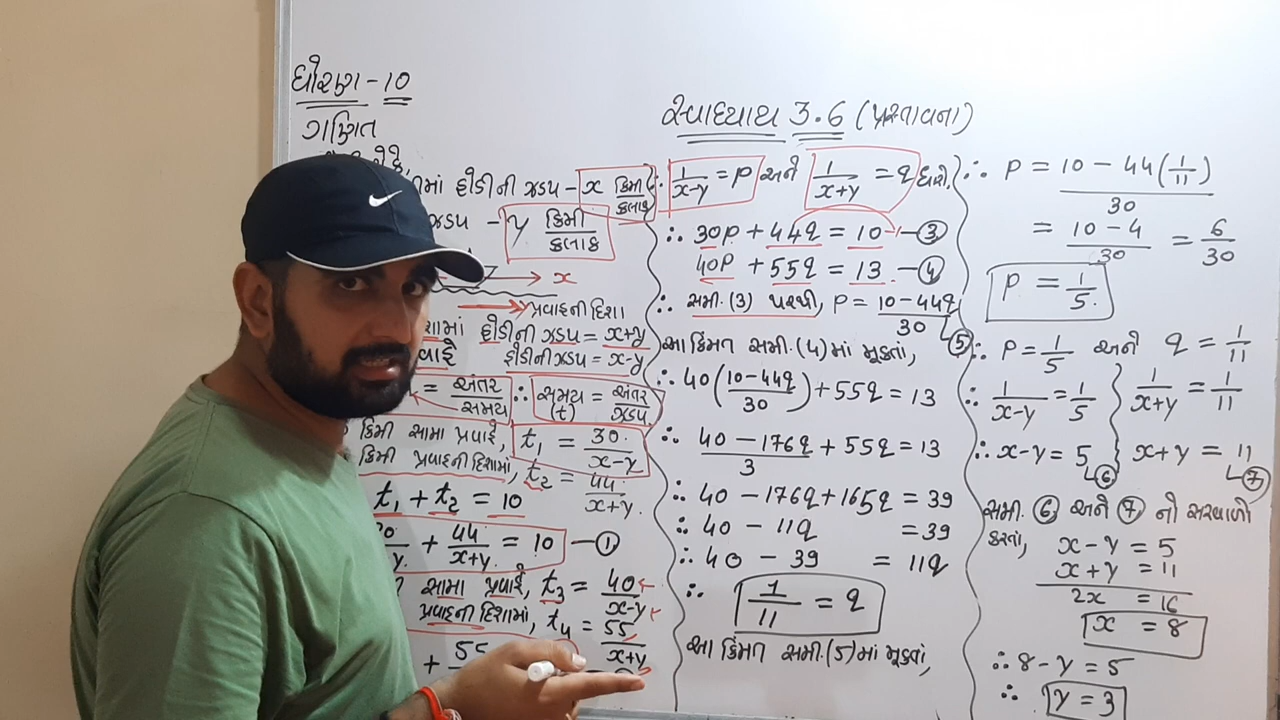 ધોરણ - 10
ગણિત
સ્વાધ્યાય 3.6 (પ્રસ્તાવના)
માં હોડીની ઝડપ - x કિમી/કલાક
ઝડપ - y કિમી/કલાક
→ x
→ પ્રવાહની દિશા
હોડીની ઝડપ = x+y
હોડીની ઝડપ = x-y
= અંતર/સમય ∴ સમય (t) = અંતર/ઝડપ
કિમી સામા પ્રવાહે, t₁ = 30/(x-y)
કિમી પ્રવાહની દિશામાં, t₂ = 44/(x+y).
t₁ + t₂ = 10
+ 44/(x+y) = 10 —①
સામા પ્રવાહે, t₃ = 40/(x-y)
પ્રવાહની દિશામાં, t₄ = 55/(x+y)
+ 55
∴ 1/(x-y) = p અને 1/(x+y) = q ધારો.
∴ 30p + 44q = 10 —③
40p + 55q = 13 —④
∴ સમી.(3) પરથી, p = (10-44q)/30 ⑤
આ કિંમત સમી.(4)માં મૂકતાં,
∴ 40((10-44q)/30) + 55q = 13
∴ (40 - 176q)/3 + 55q = 13
∴ 40 - 176q + 165q = 39
∴ 40 - 11q = 39
∴ 40 - 39 = 11q
∴ 1/11 = q
આ કિંમત સમી.(5)માં મૂકતાં,
∴ p = (10 - 44(1/11))/30
= (10 - 4)/30 = 6/30
p = 1/5.
∴ p = 1/5 અને q = 1/11
∴ 1/(x-y) = 1/5 1/(x+y) = 1/11
∴ x-y = 5 ⑥ x+y = 11 ⑦
સમી. ⑥ અને ⑦ નો સરવાળો
કરતાં,
x - y = 5
x + y = 11
2x = 16
x = 8
∴ 8 - y = 5
∴ y = 3